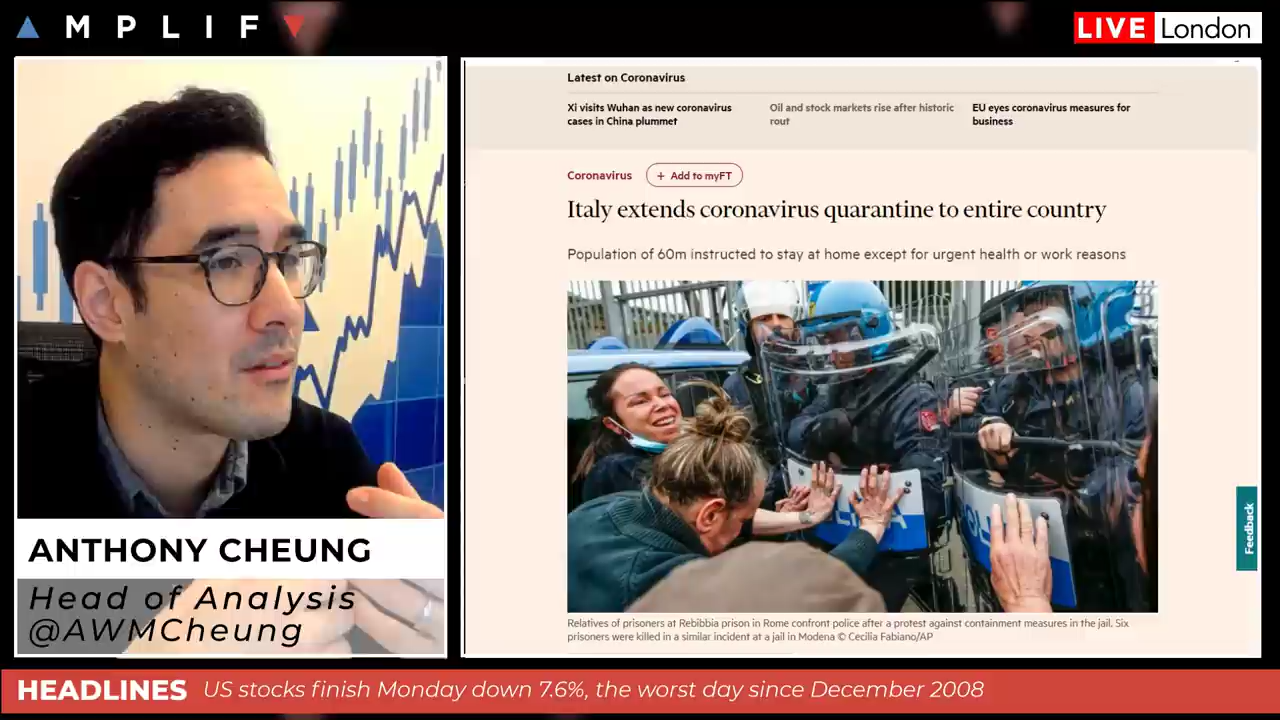 AMPLIFY
LIVE London
Latest on Coronavirus
Xi visits Wuhan as new coronavirus
cases in China plummet
Oil and stock markets rise after historic
rout
EU eyes coronavirus measures for
business
Coronavirus
+ Add to myFT
Italy extends coronavirus quarantine to entire country
Population of 60m instructed to stay at home except for urgent health or work reasons
Relatives of prisoners at Rebibbia prison in Rome confront police after a protest against containment measures in the jail. Six
prisoners were killed in a similar incident at a jail in Modena © Cecilia Fabiano/AP
Feedback
ANTHONY CHEUNG
Head of Analysis
@AWMCheung
HEADLINES US stocks finish Monday down 7.6%, the worst day since December 2008